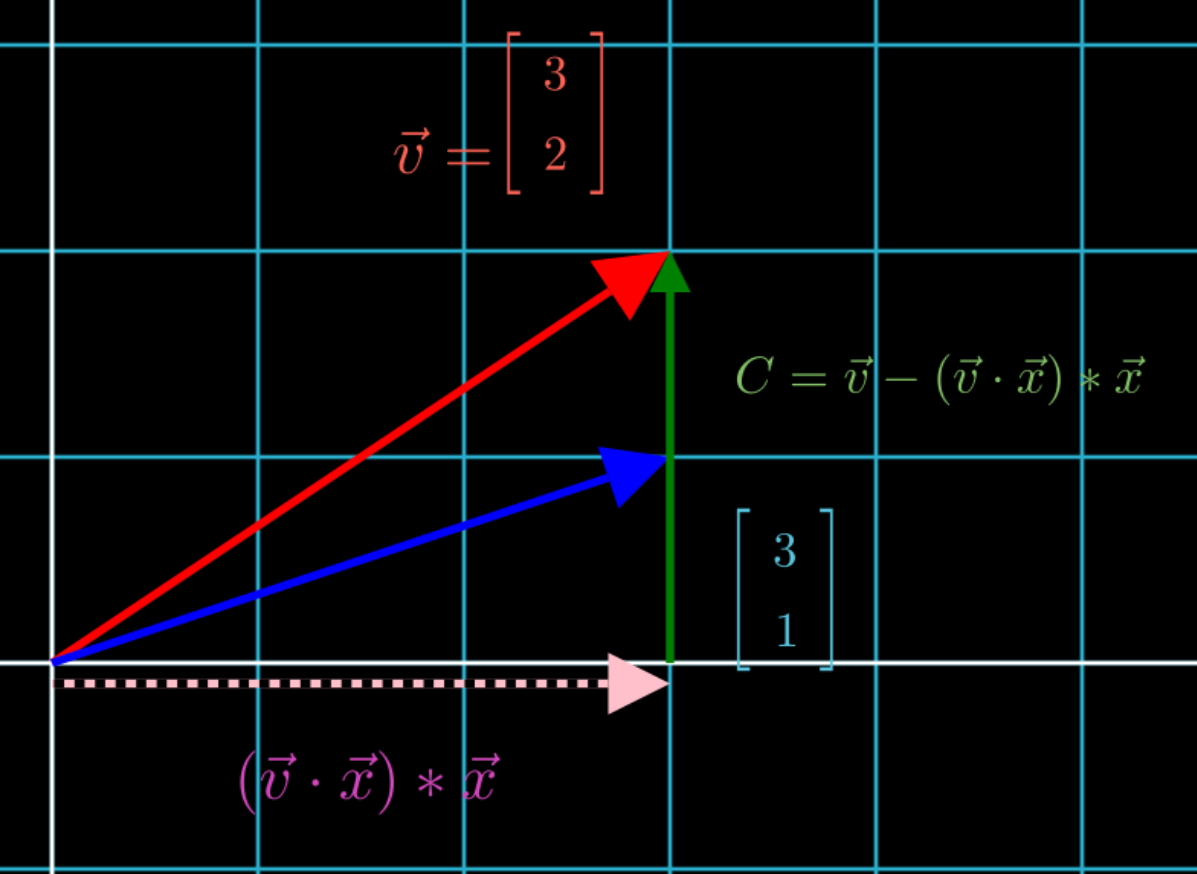 3
v⃗ = 2
C = v⃗ − (v⃗ · x⃗) ∗ x⃗
3
1
(v⃗ · x⃗) ∗ x⃗